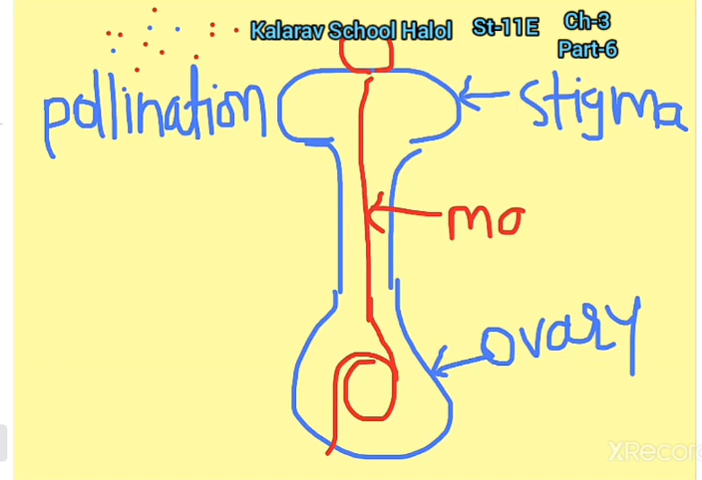 Kalarav School Halol St-11E Ch-3
Part-6
pollination
stigma
mo
ovary
XRecor